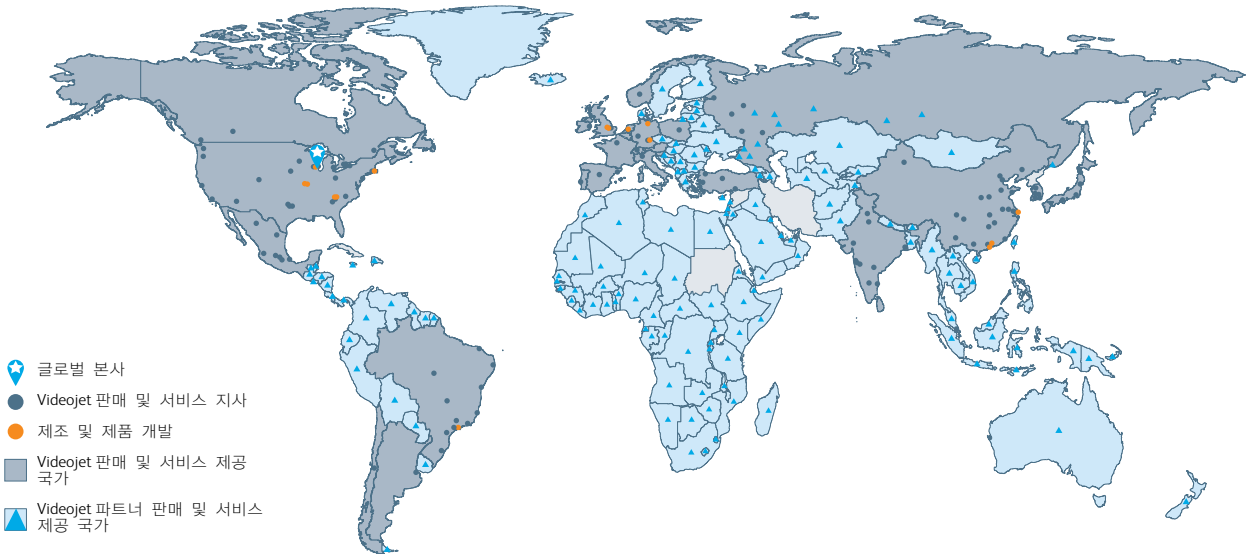 글로벌 본사
Videojet 판매 및 서비스 지사
제조 및 제품 개발
Videojet 판매 및 서비스 제공
국가
Videojet 파트너 판매 및 서비스
제공 국가